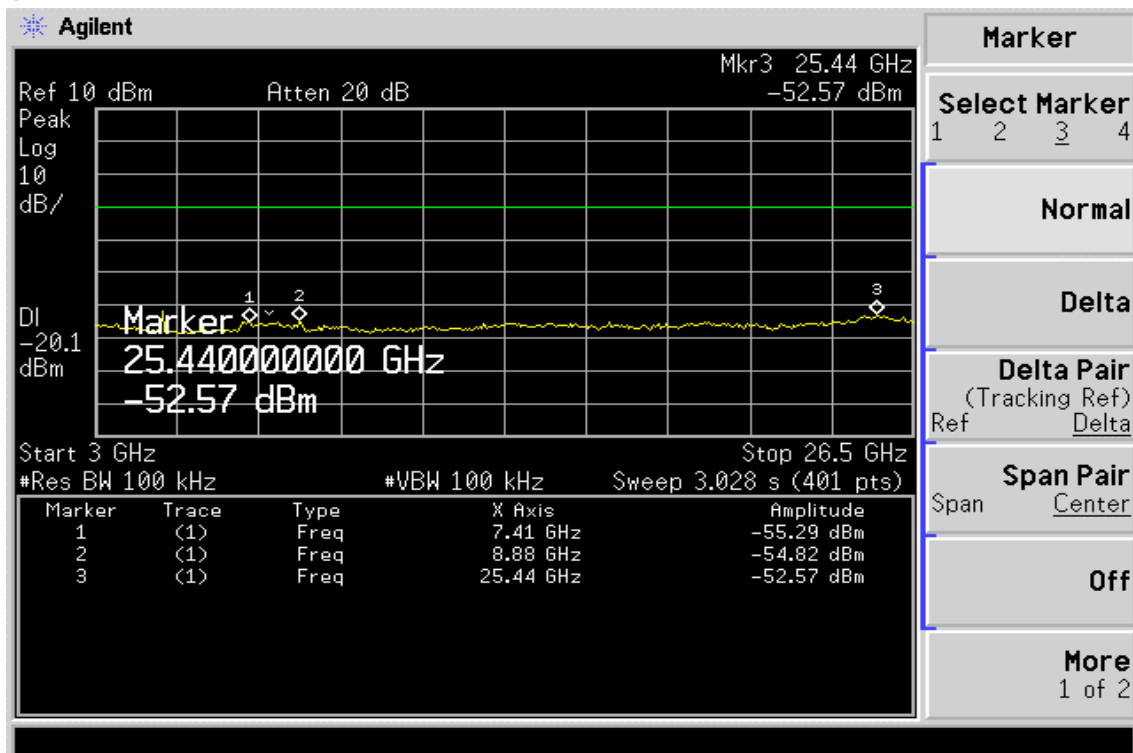 Agilent
Mkr3 25.44 GHz
Ref 10 dBm Atten 20 dB -52.57 dBm
Peak
Log
10
dB/
1 2 3
DI
-20.1
dBm
Marker
25.440000000 GHz
-52.57 dBm
Start 3 GHz Stop 26.5 GHz
#Res BW 100 kHz #VBW 100 kHz Sweep 3.028 s (401 pts)
Marker Trace Type X Axis Amplitude
1 (1) Freq 7.41 GHz -55.29 dBm
2 (1) Freq 8.88 GHz -54.82 dBm
3 (1) Freq 25.44 GHz -52.57 dBm
Marker
Select Marker
1 2 3 4
Normal
Delta
Delta Pair
(Tracking Ref)
Ref Delta
Span Pair
Span Center
Off
More
1 of 2